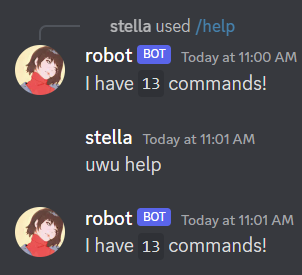 stella used /help
robot BOT Today at 11:00 AM
I have 13 commands!
stella Today at 11:01 AM
uwu help
robot BOT Today at 11:01 AM
I have 13 commands!